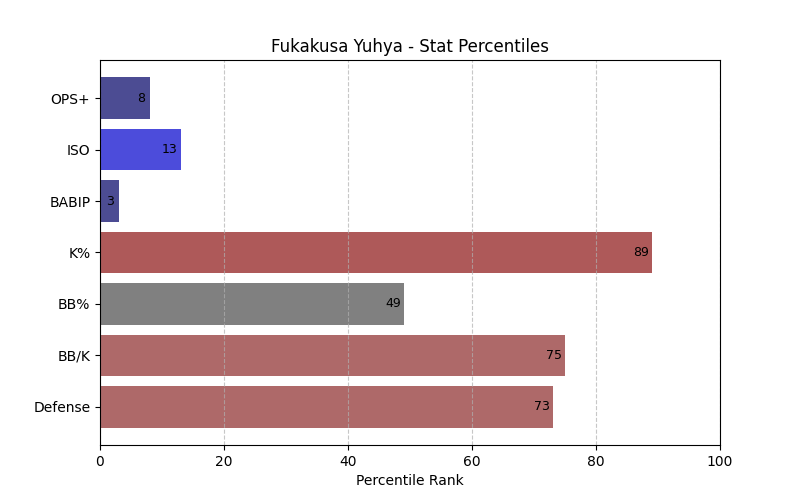 Fukakusa Yuhya - Stat Percentiles
OPS+ 8
ISO 13
BABIP 3
K% 89
BB% 49
BB/K 75
Defense 73
0 20 40 60 80 100
Percentile Rank